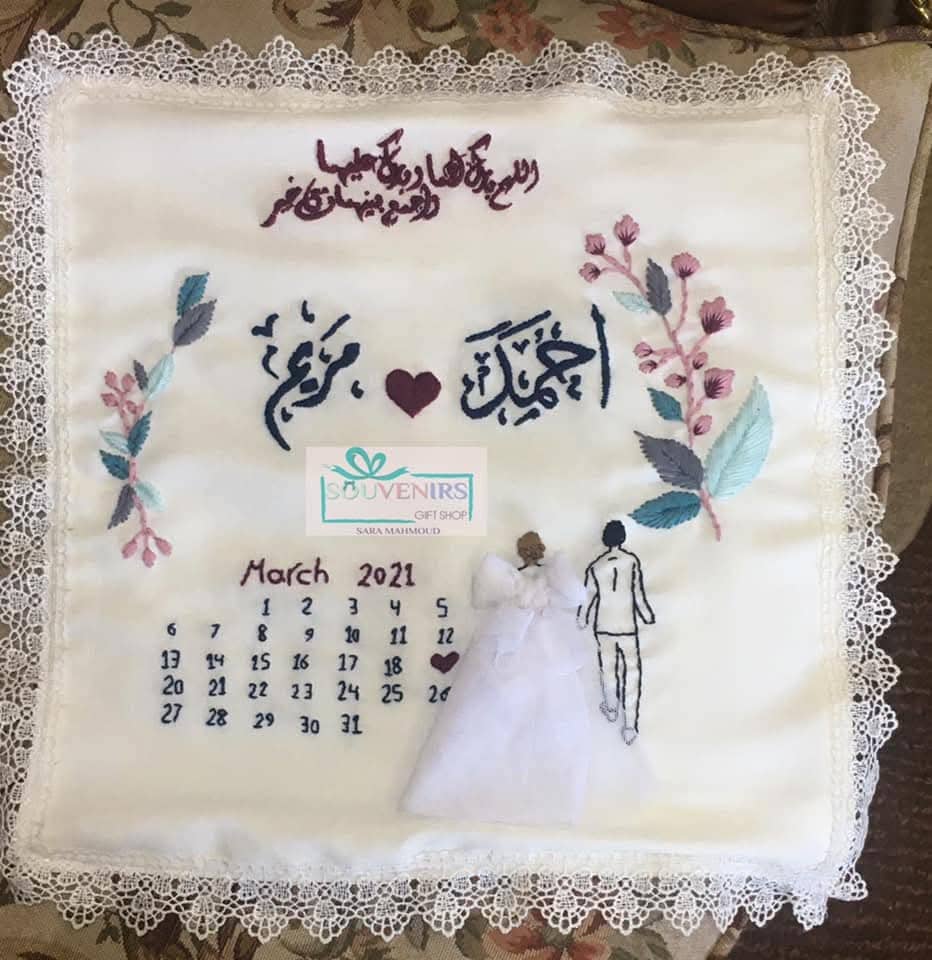 اللهم بارك لهما وبارك عليهما
واجمع بينهما في خير
أحمد
مريم
SOUVENIRS
GIFT SHOP
SARA MAHMOUD
March 2021
1 2 3 4 5
6 7 8 9 10 11 12
13 14 15 16 17 18
20 21 22 23 24 25 26
27 28 29 30 31